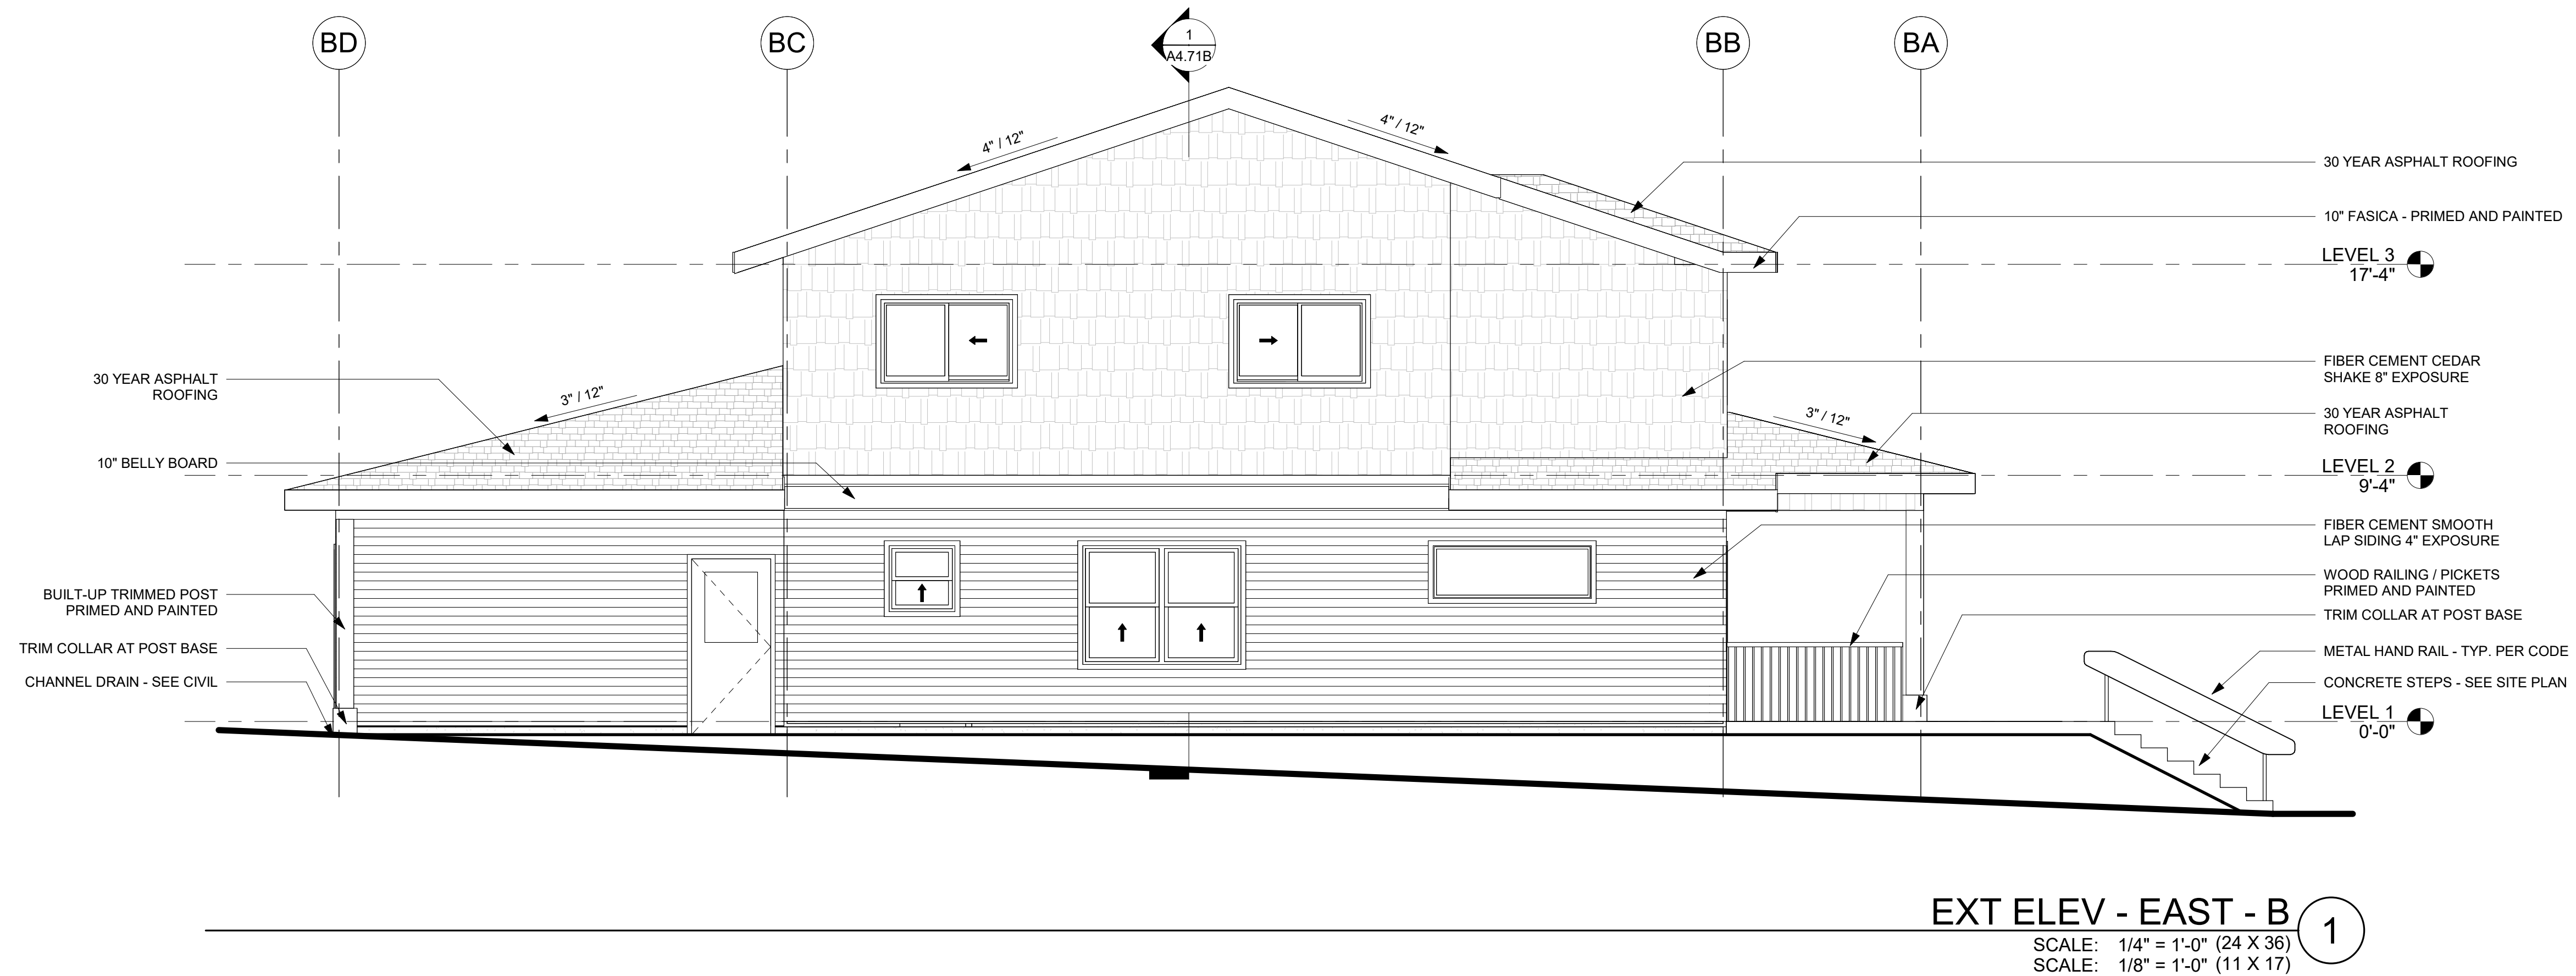 BD
BC
1
A4.71B
BB
BA
4" / 12"
4" / 12"
30 YEAR ASPHALT ROOFING
10" FASICA - PRIMED AND PAINTED
LEVEL 3
17'-4"
FIBER CEMENT CEDAR
SHAKE 8" EXPOSURE
30 YEAR ASPHALT
ROOFING
3" / 12"
3" / 12"
30 YEAR ASPHALT
ROOFING
10" BELLY BOARD
LEVEL 2
9'-4"
FIBER CEMENT SMOOTH
LAP SIDING 4" EXPOSURE
WOOD RAILING / PICKETS
PRIMED AND PAINTED
BUILT-UP TRIMMED POST
PRIMED AND PAINTED
TRIM COLLAR AT POST BASE
TRIM COLLAR AT POST BASE
METAL HAND RAIL - TYP. PER CODE
CHANNEL DRAIN - SEE CIVIL
CONCRETE STEPS - SEE SITE PLAN
LEVEL 1
0'-0"
EXT ELEV - EAST - B
1
SCALE: 1/4" = 1'-0" (24 X 36)
SCALE: 1/8" = 1'-0" (11 X 17)